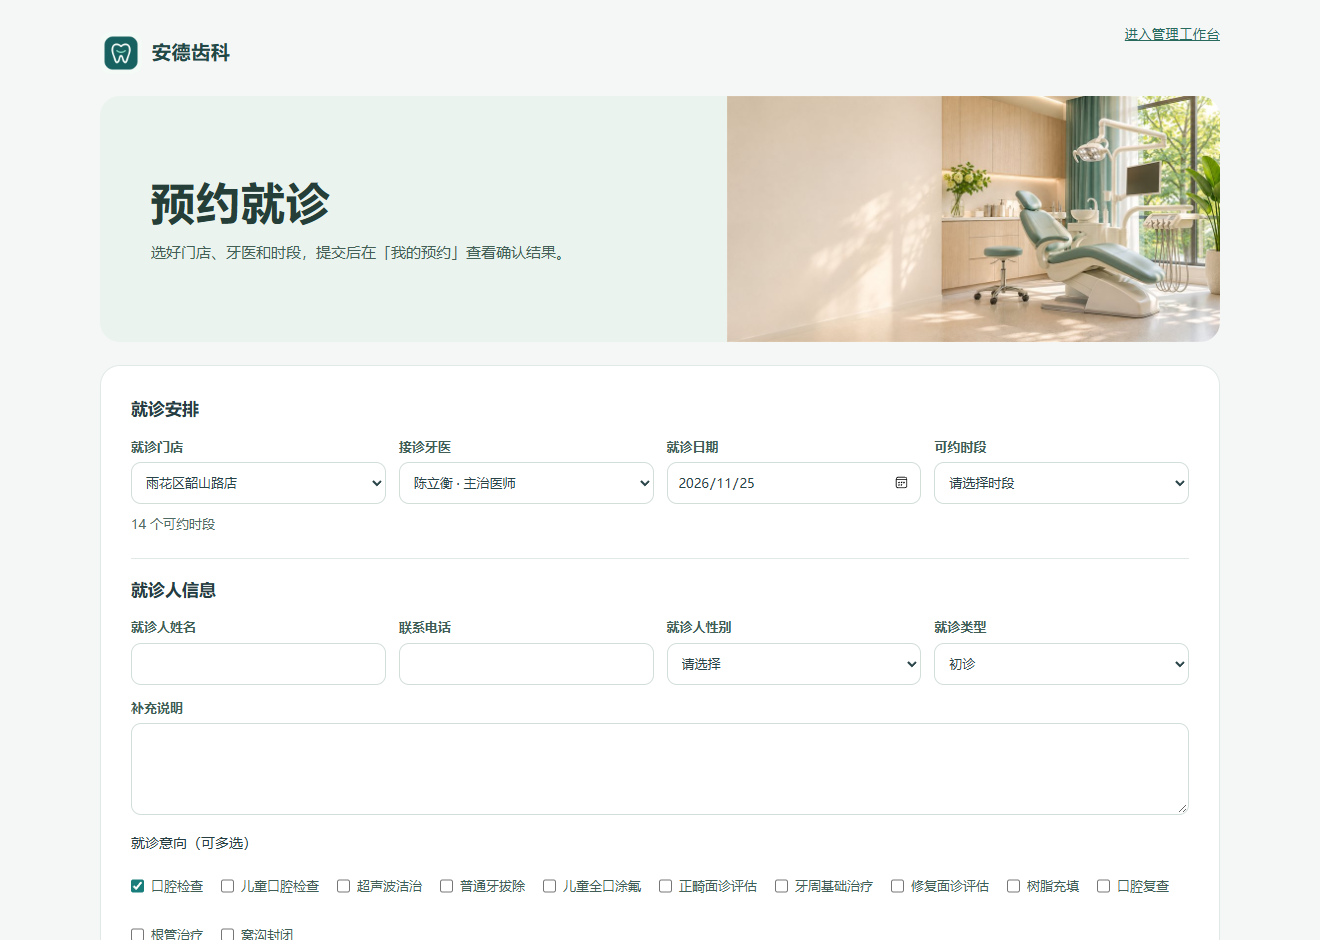 安德齿科
进入管理工作台
预约就诊
选好门店、牙医和时段，提交后在「我的预约」查看确认结果。
就诊安排
就诊门店 接诊牙医 就诊日期 可约时段
雨花区韶山路店 陈立衡 · 主治医师 2026/11/25 请选择时段
14 个可约时段
就诊人信息
就诊人姓名 联系电话 就诊人性别 就诊类型
请选择 初诊
补充说明
就诊意向（可多选）
口腔检查 儿童口腔检查 超声波洁治 普通牙拔除 儿童全口涂氟 正畸面诊评估 牙周基础治疗 修复面诊评估 树脂充填 口腔复查
根管治疗 窝沟封闭